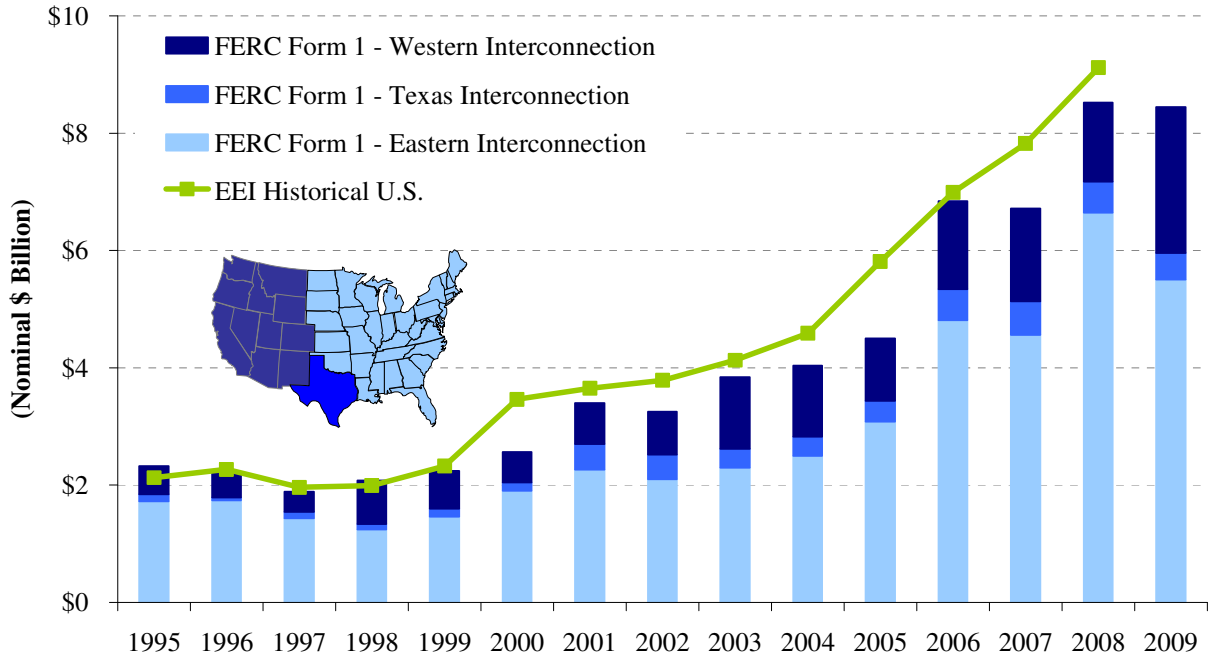 $10
$8
$6
$4
$2
$0
(Nominal $ Billion)
FERC Form 1 - Western Interconnection
FERC Form 1 - Texas Interconnection
FERC Form 1 - Eastern Interconnection
EEI Historical U.S.
1995 1996 1997 1998 1999 2000 2001 2002 2003 2004 2005 2006 2007 2008 2009